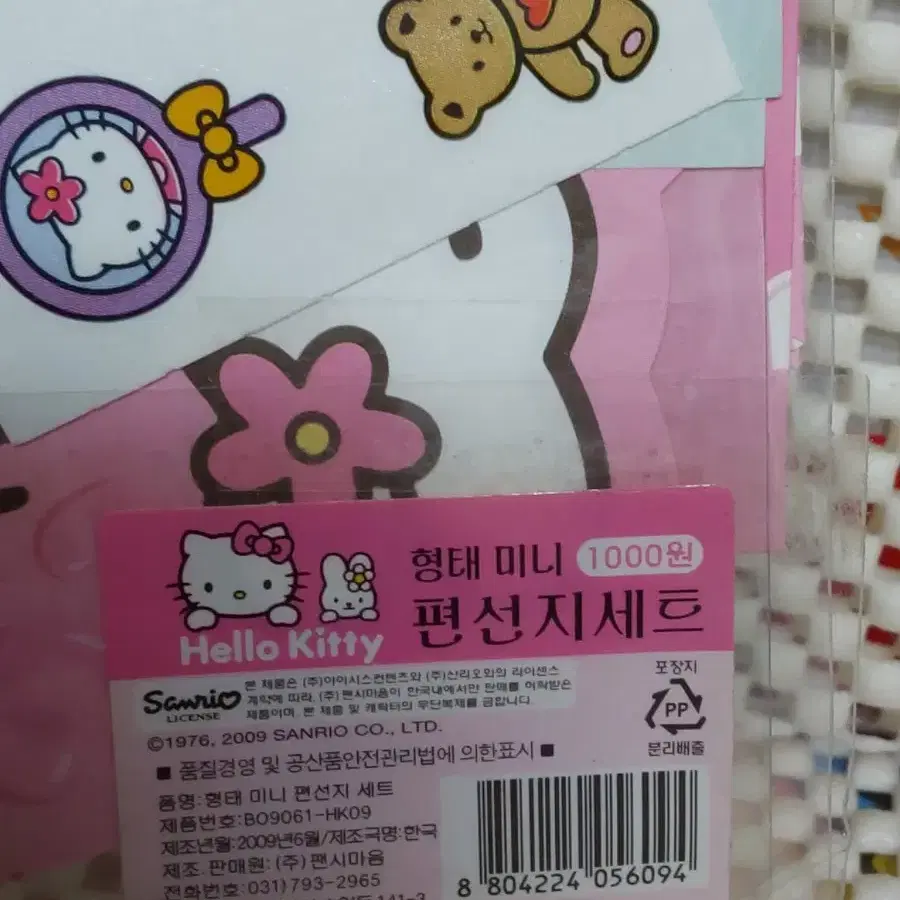 형태 미니 1000원
편선지세트
Hello Kitty
Sanrio
LICENSE
본 제품은 (주)아이시스컨텐츠와 (주)산리오와의 라이센스
계약에 따라, (주)팬시마음이 한국내에서만 판매를 허락받은
제품이며, 본 제품 및 캐릭터의 무단복제를 금합니다.
포장지
PP
분리배출
©1976, 2009 SANRIO CO., LTD.
■ 품질경영 및 공산품안전관리법에 의한표시 ■
품명:형태 미니 편선지 세트
제품번호:BO9061-HK09
제조년월:2009년6월/제조국명:한국
제조.판매원:(주)팬시마음
전화번호:031)793-2965
141-3
8 804224 056094